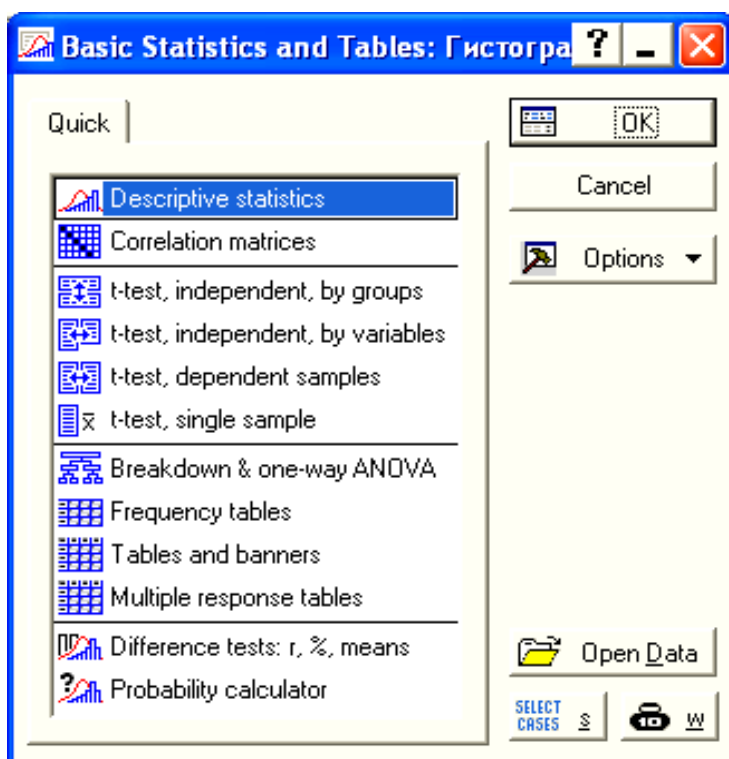 Basic Statistics and Tables: Гистогра
Quick
OK
Descriptive statistics
Cancel
Correlation matrices
Options
t-test, independent, by groups
t-test, independent, by variables
t-test, dependent samples
t-test, single sample
Breakdown & one-way ANOVA
Frequency tables
Tables and banners
Multiple response tables
Difference tests: r, %, means
Open Data
Probability calculator
SELECT
CASES S
W